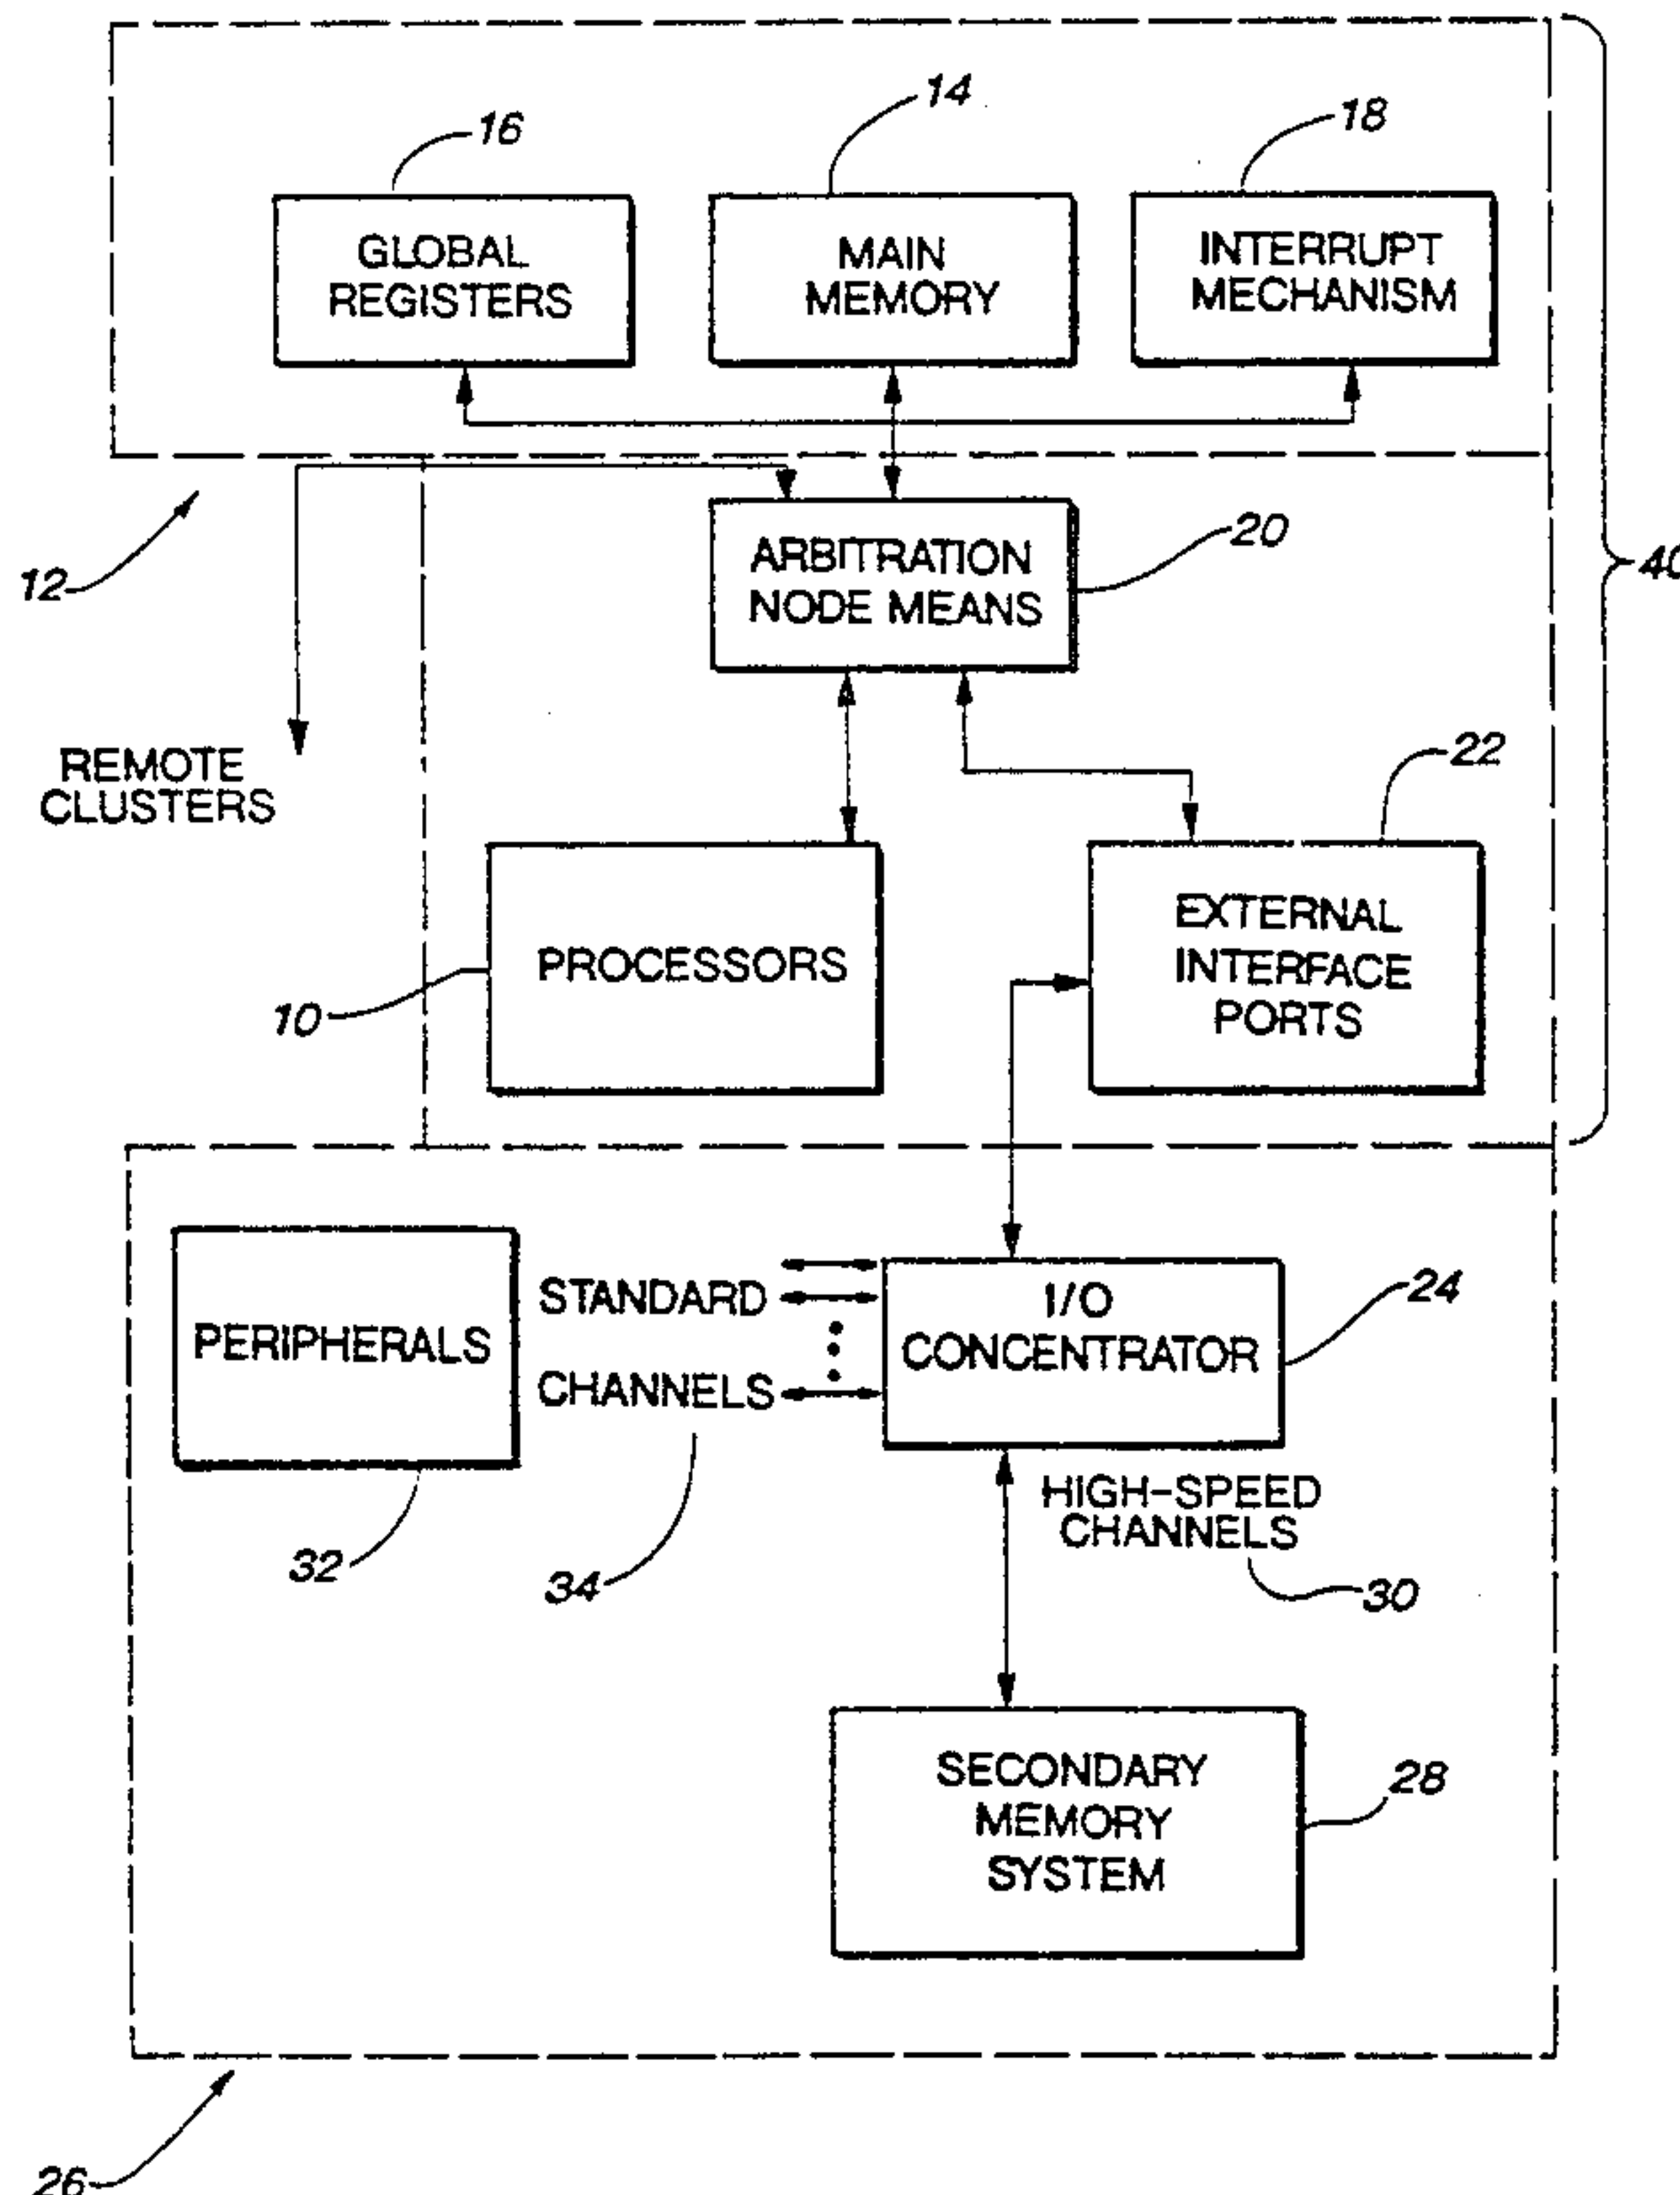 16
14
18
GLOBAL
REGISTERS
MAIN
MEMORY
INTERRUPT
MECHANISM
12
ARBITRATION
NODE MEANS
20
40
REMOTE
CLUSTERS
22
PROCESSORS
10
EXTERNAL
INTERFACE
PORTS
PERIPHERALS
32
STANDARD
CHANNELS
34
I/O
CONCENTRATOR
24
HIGH-SPEED
CHANNELS
30
SECONDARY
MEMORY
SYSTEM
28
26